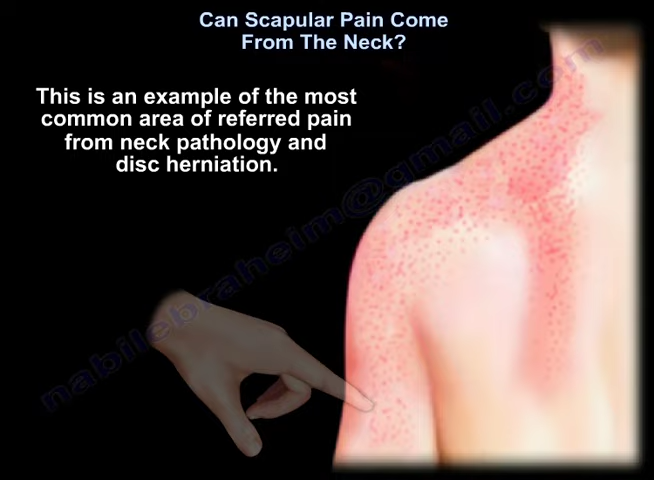 Can Scapular Pain Come
From The Neck?
This is an example of the most
common area of referred pain
from neck pathology and
disc herniation.
nabilebraheim@gmail.com